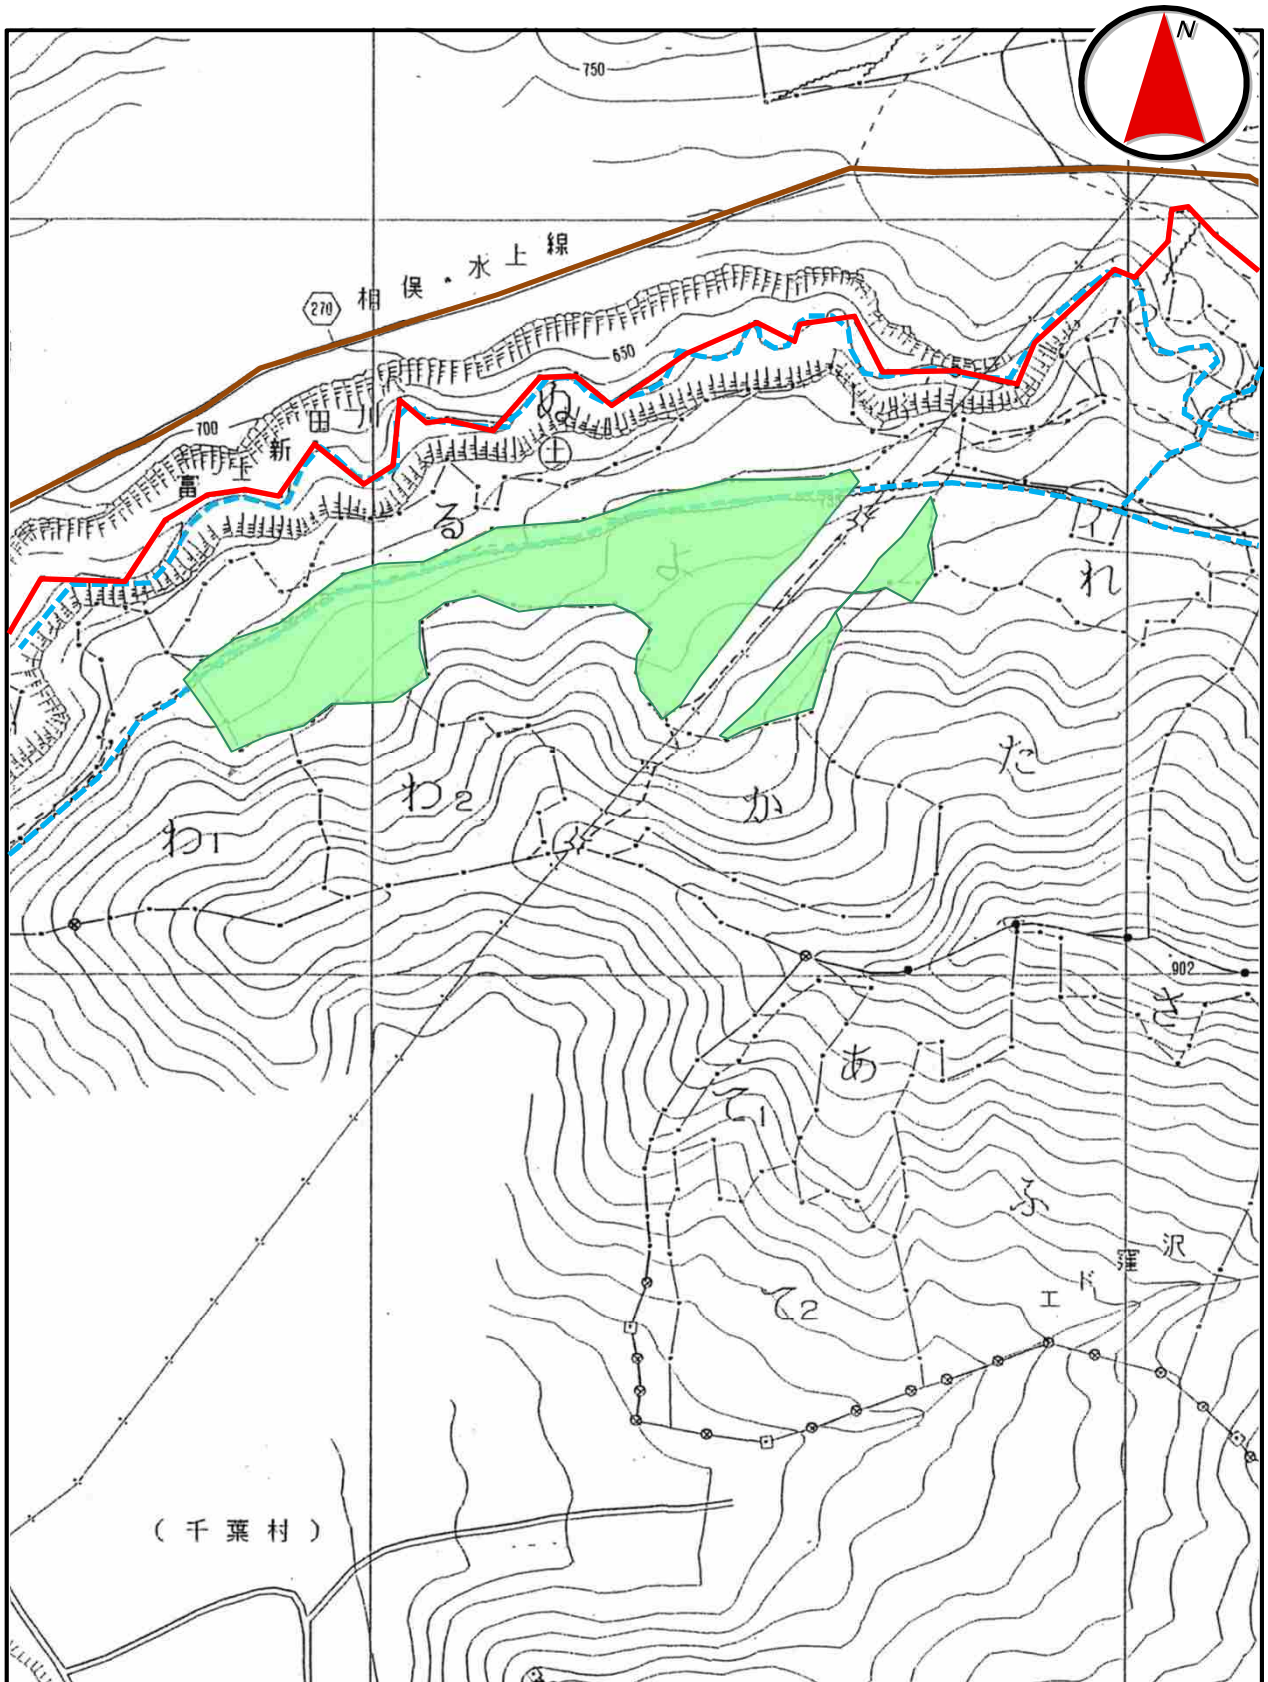 N
750
相俣・水上線
270
650
700
富士新田川
ぬ
土
る
735
よ
イ
れ
た
わ2
か
わ1
902
さ
あ
て1
ふ
エド窪沢
て2
(千葉村)